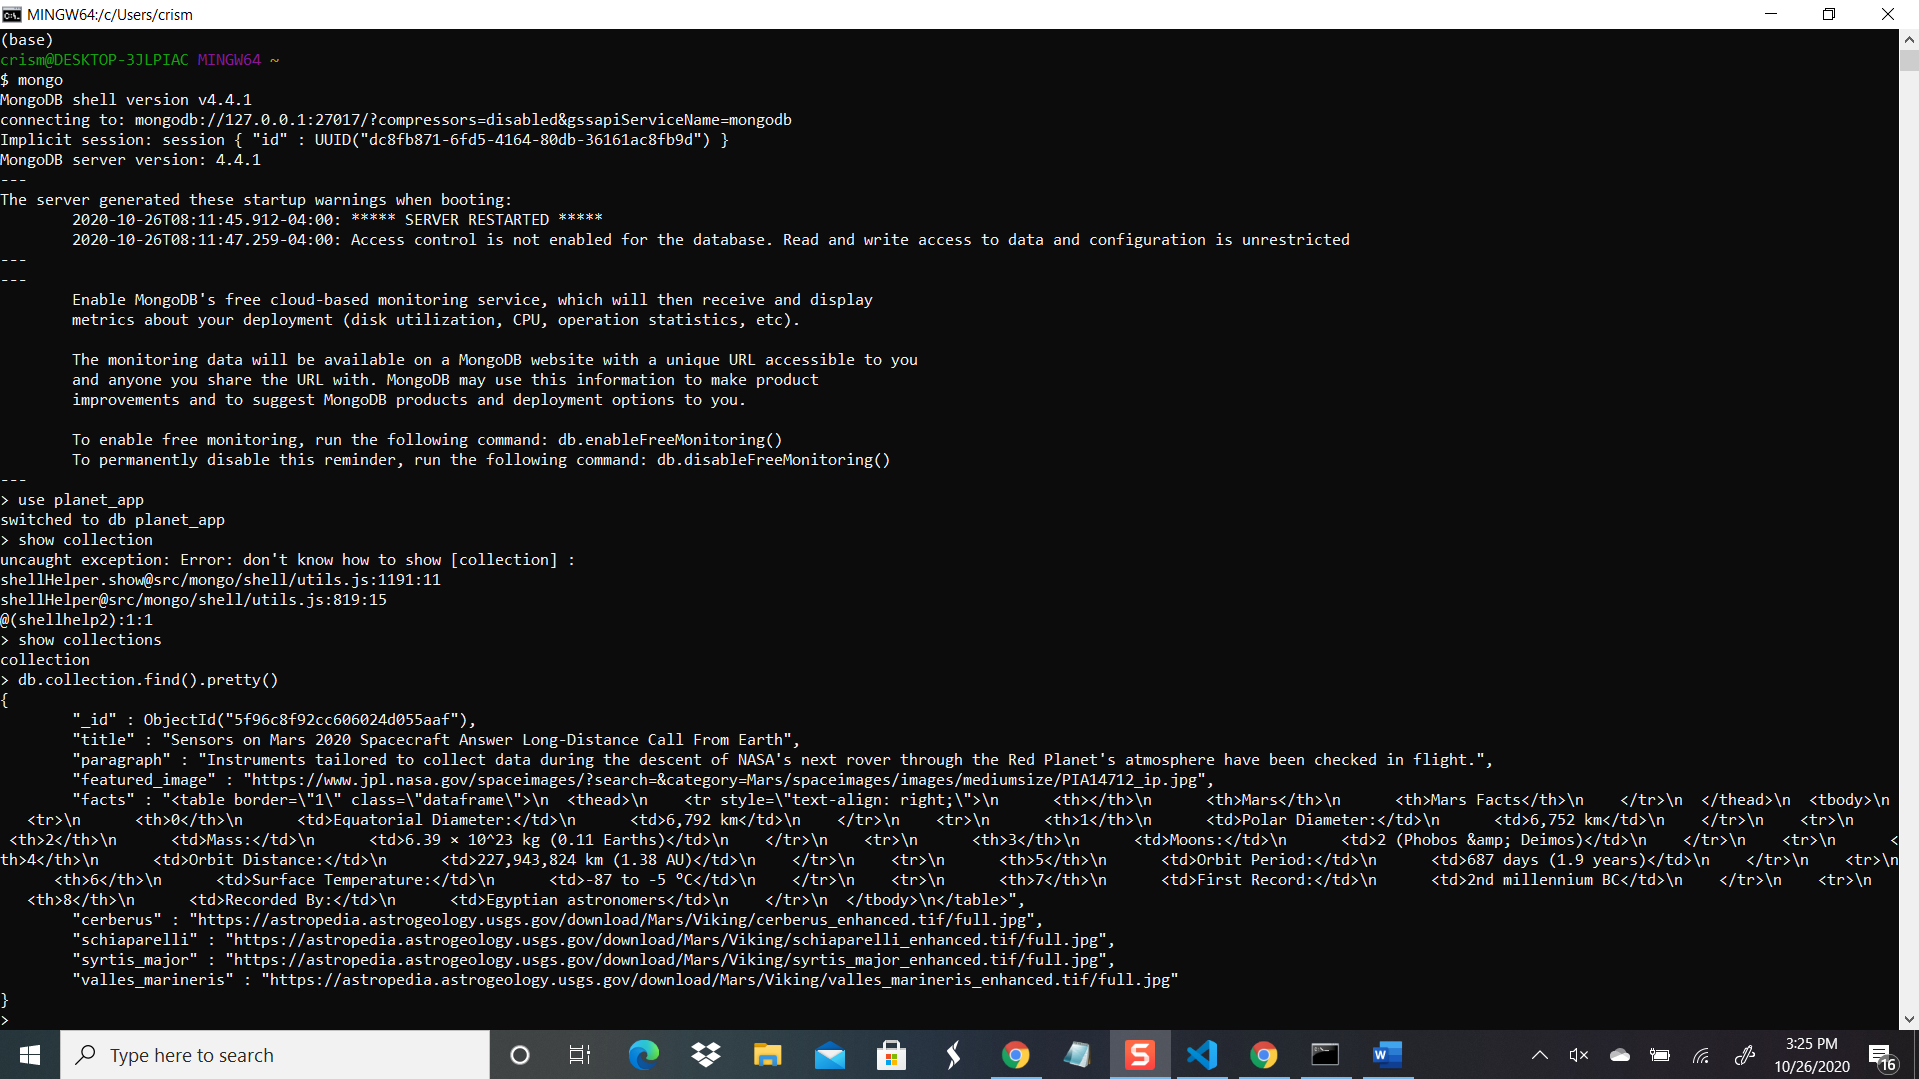 MINGW64:/c/Users/crism
(base)
crism@DESKTOP-3JLPIAC MINGW64 ~
$ mongo
MongoDB shell version v4.4.1
connecting to: mongodb://127.0.0.1:27017/?compressors=disabled&gssapiServiceName=mongodb
Implicit session: session { "id" : UUID("dc8fb871-6fd5-4164-80db-36161ac8fb9d") }
MongoDB server version: 4.4.1
---
The server generated these startup warnings when booting:
        2020-10-26T08:11:45.912-04:00: ***** SERVER RESTARTED *****
        2020-10-26T08:11:47.259-04:00: Access control is not enabled for the database. Read and write access to data and configuration is unrestricted
---
---
        Enable MongoDB's free cloud-based monitoring service, which will then receive and display
        metrics about your deployment (disk utilization, CPU, operation statistics, etc).

        The monitoring data will be available on a MongoDB website with a unique URL accessible to you
        and anyone you share the URL with. MongoDB may use this information to make product
        improvements and to suggest MongoDB products and deployment options to you.

        To enable free monitoring, run the following command: db.enableFreeMonitoring()
        To permanently disable this reminder, run the following command: db.disableFreeMonitoring()
---
> use planet_app
switched to db planet_app
> show collection
uncaught exception: Error: don't know how to show [collection] :
shellHelper.show@src/mongo/shell/utils.js:1191:11
shellHelper@src/mongo/shell/utils.js:819:15
@(shellhelp2):1:1
> show collections
collection
> db.collection.find().pretty()
{
        "_id" : ObjectId("5f96c8f92cc606024d055aaf"),
        "title" : "Sensors on Mars 2020 Spacecraft Answer Long-Distance Call From Earth",
        "paragraph" : "Instruments tailored to collect data during the descent of NASA's next rover through the Red Planet's atmosphere have been checked in flight.",
        "featured_image" : "https://www.jpl.nasa.gov/spaceimages/?search=&category=Mars/spaceimages/images/mediumsize/PIA14712_ip.jpg",
        "facts" : "<table border=\"1\" class=\"dataframe\">\n  <thead>\n    <tr style=\"text-align: right;\">\n      <th></th>\n      <th>Mars</th>\n      <th>Mars Facts</th>\n    </tr>\n  </thead>\n  <tbody>\n
   <tr>\n      <th>0</th>\n      <td>Equatorial Diameter:</td>\n      <td>6,792 km</td>\n    </tr>\n    <tr>\n      <th>1</th>\n      <td>Polar Diameter:</td>\n      <td>6,752 km</td>\n    </tr>\n    <tr>\n
 <th>2</th>\n      <td>Mass:</td>\n      <td>6.39 × 10^23 kg (0.11 Earths)</td>\n    </tr>\n    <tr>\n      <th>3</th>\n      <td>Moons:</td>\n      <td>2 (Phobos &amp; Deimos)</td>\n    </tr>\n    <tr>\n      <
th>4</th>\n      <td>Orbit Distance:</td>\n      <td>227,943,824 km (1.38 AU)</td>\n    </tr>\n    <tr>\n      <th>5</th>\n      <td>Orbit Period:</td>\n      <td>687 days (1.9 years)</td>\n    </tr>\n    <tr>\n
      <th>6</th>\n      <td>Surface Temperature:</td>\n      <td>-87 to -5 °C</td>\n    </tr>\n    <tr>\n      <th>7</th>\n      <td>First Record:</td>\n      <td>2nd millennium BC</td>\n    </tr>\n    <tr>\n
   <th>8</th>\n      <td>Recorded By:</td>\n      <td>Egyptian astronomers</td>\n    </tr>\n  </tbody>\n</table>",
        "cerberus" : "https://astropedia.astrogeology.usgs.gov/download/Mars/Viking/cerberus_enhanced.tif/full.jpg",
        "schiaparelli" : "https://astropedia.astrogeology.usgs.gov/download/Mars/Viking/schiaparelli_enhanced.tif/full.jpg",
        "syrtis_major" : "https://astropedia.astrogeology.usgs.gov/download/Mars/Viking/syrtis_major_enhanced.tif/full.jpg",
        "valles_marineris" : "https://astropedia.astrogeology.usgs.gov/download/Mars/Viking/valles_marineris_enhanced.tif/full.jpg"
}
>
Type here to search
3:25 PM
10/26/2020
16